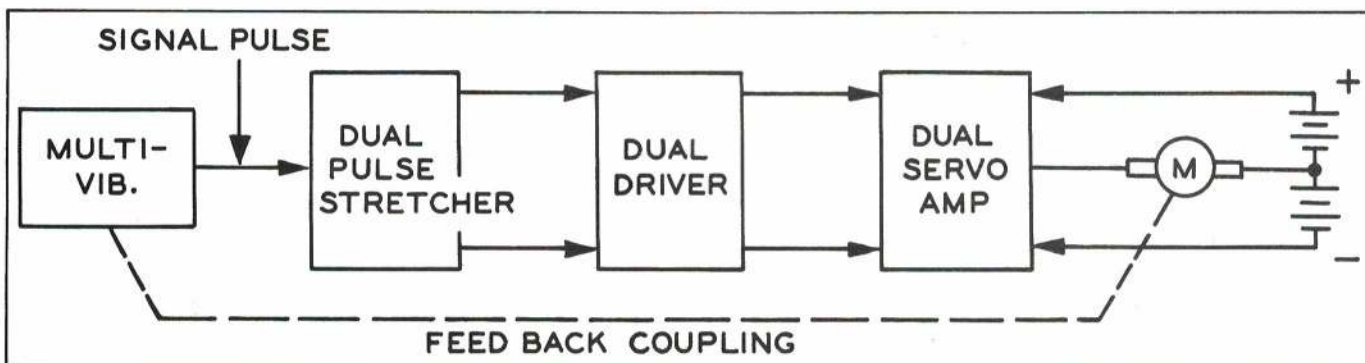 SIGNAL PULSE
MULTI-
VIB.
DUAL
PULSE
STRETCHER
DUAL
DRIVER
DUAL
SERVO
AMP
M
+
–
FEED BACK COUPLING